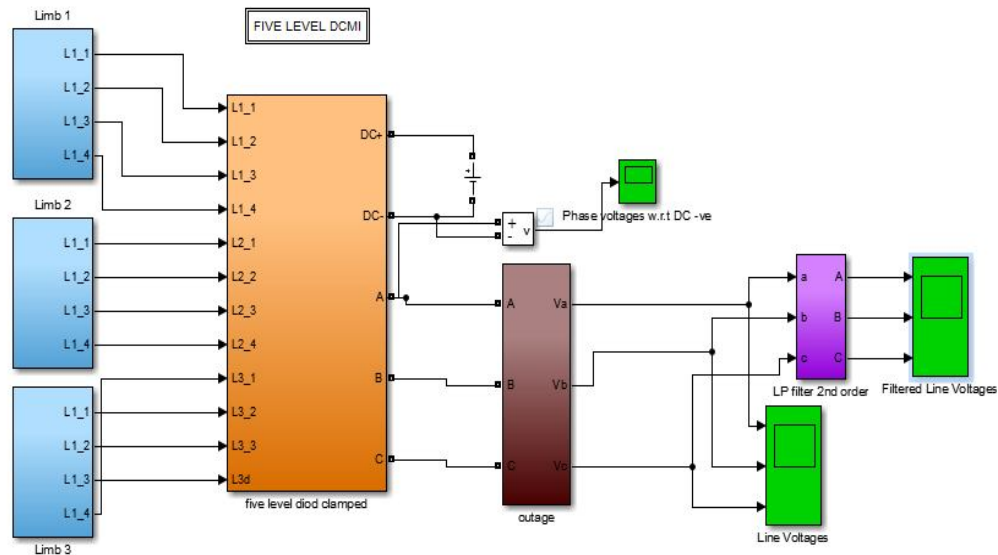 Limb 1
FIVE LEVEL DCMI
L1_1
L1_2
L1_3
L1_4
Limb 2
L1_1
L1_2
L1_3
L1_4
L1_1
L1_2
L1_3
L1_4
Limb 3
L1_1
L1_2
L1_3
L1_4
L2_1
L2_2
L2_3
L2_4
L3_1
L3_2
L3_3
L3d
DC+
DC-
A
B
C
five level diod clamped
+
+
-
v
Phase voltages w.r.t DC -ve
A
B
C
Va
Vb
Vc
outage
a
b
c
A
B
C
LP filter 2nd order
Filtered Line Voltages
Line Voltages